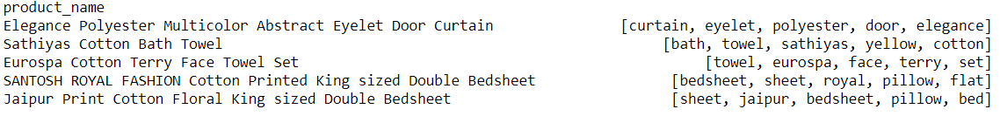 product_name
Elegance Polyester Multicolor Abstract Eyelet Door Curtain [curtain, eyelet, polyester, door, elegance]
Sathiyas Cotton Bath Towel [bath, towel, sathiyas, yellow, cotton]
Eurospa Cotton Terry Face Towel Set [towel, eurospa, face, terry, set]
SANTOSH ROYAL FASHION Cotton Printed King sized Double Bedsheet [bedsheet, sheet, royal, pillow, flat]
Jaipur Print Cotton Floral King sized Double Bedsheet [sheet, jaipur, bedsheet, pillow, bed]